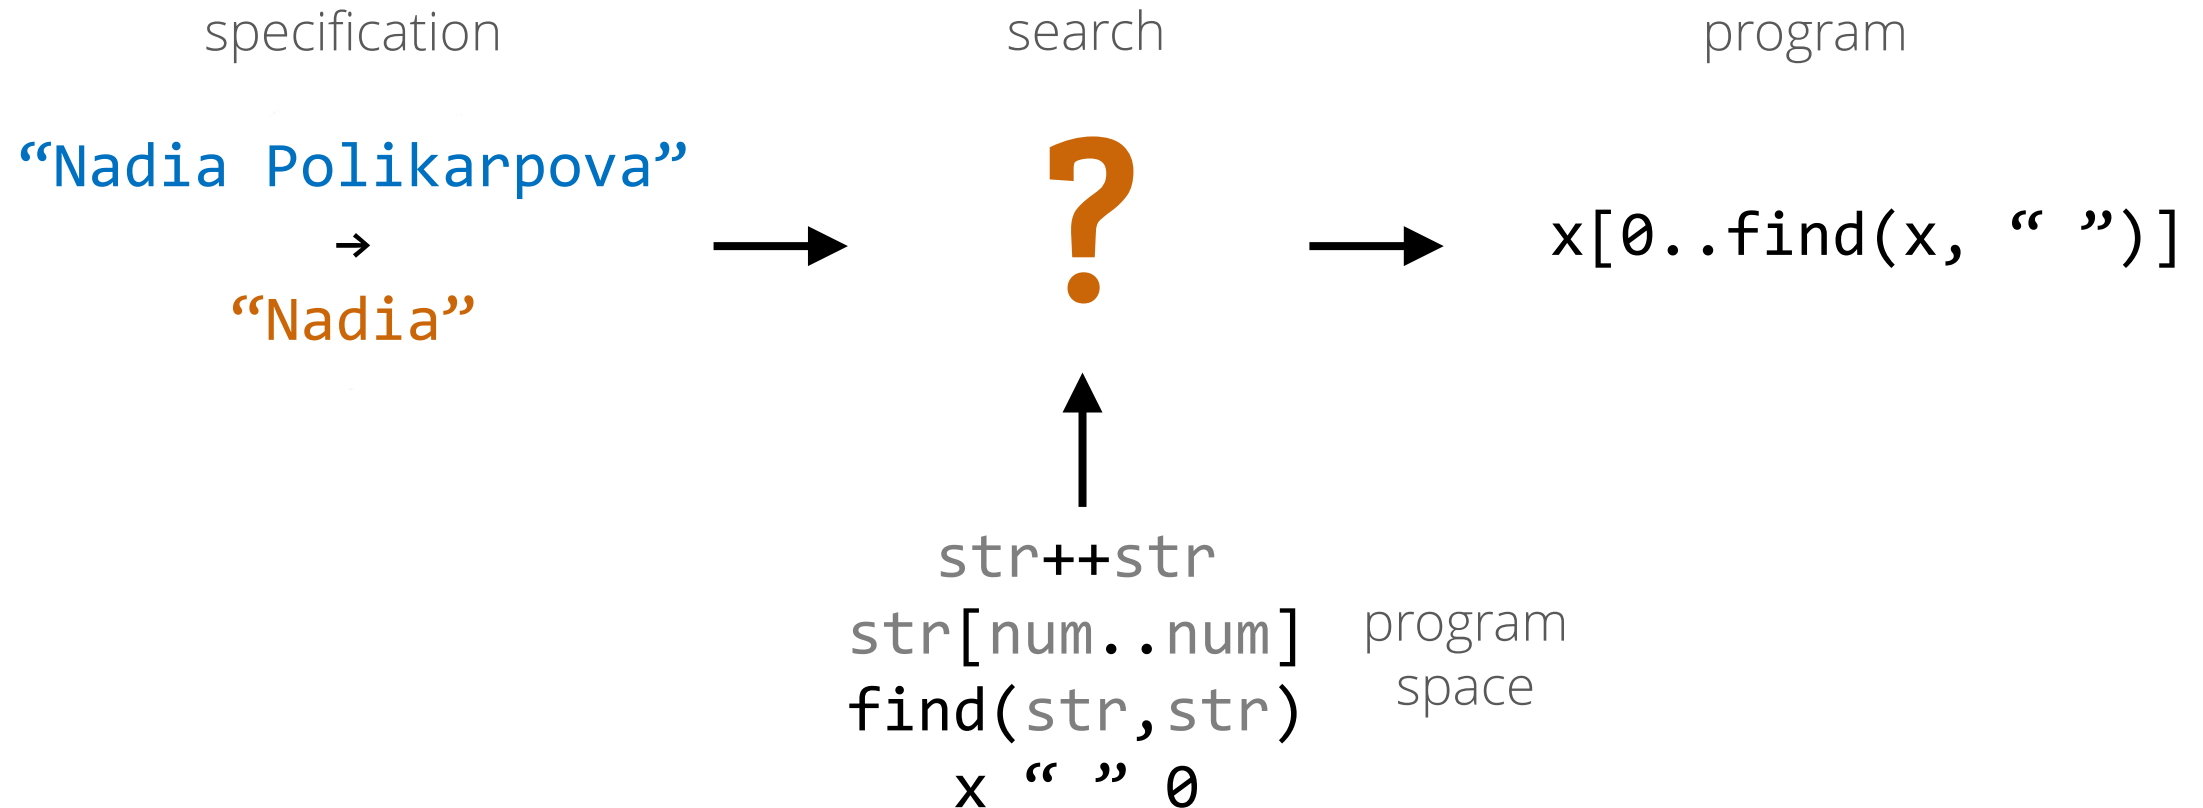 specification
search
program
“Nadia Polikarpova”
→
“Nadia”
?
x[0..find(x, “ ”)]
str++str
str[num..num]
find(str,str)
x “ ” 0
program
space